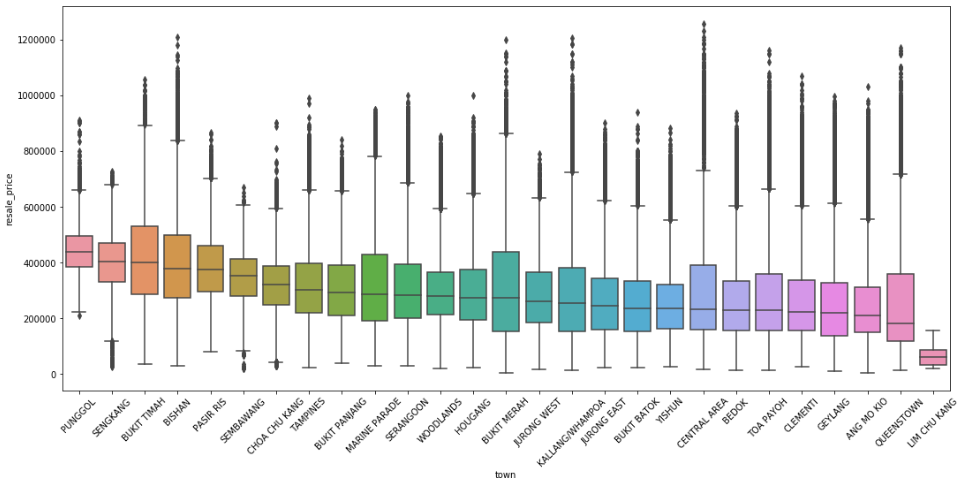 1200000
1000000
800000
600000
400000
200000
0
resale_price
PUNGGOL
SENGKANG
BUKIT TIMAH
BISHAN
PASIR RIS
SEMBAWANG
CHOA CHU KANG
TAMPINES
BUKIT PANJANG
MARINE PARADE
SERANGOON
WOODLANDS
HOUGANG
BUKIT MERAH
JURONG WEST
KALLANG/WHAMPOA
JURONG EAST
BUKIT BATOK
YISHUN
CENTRAL AREA
BEDOK
TOA PAYOH
CLEMENTI
GEYLANG
ANG MO KIO
QUEENSTOWN
LIM CHU KANG
town